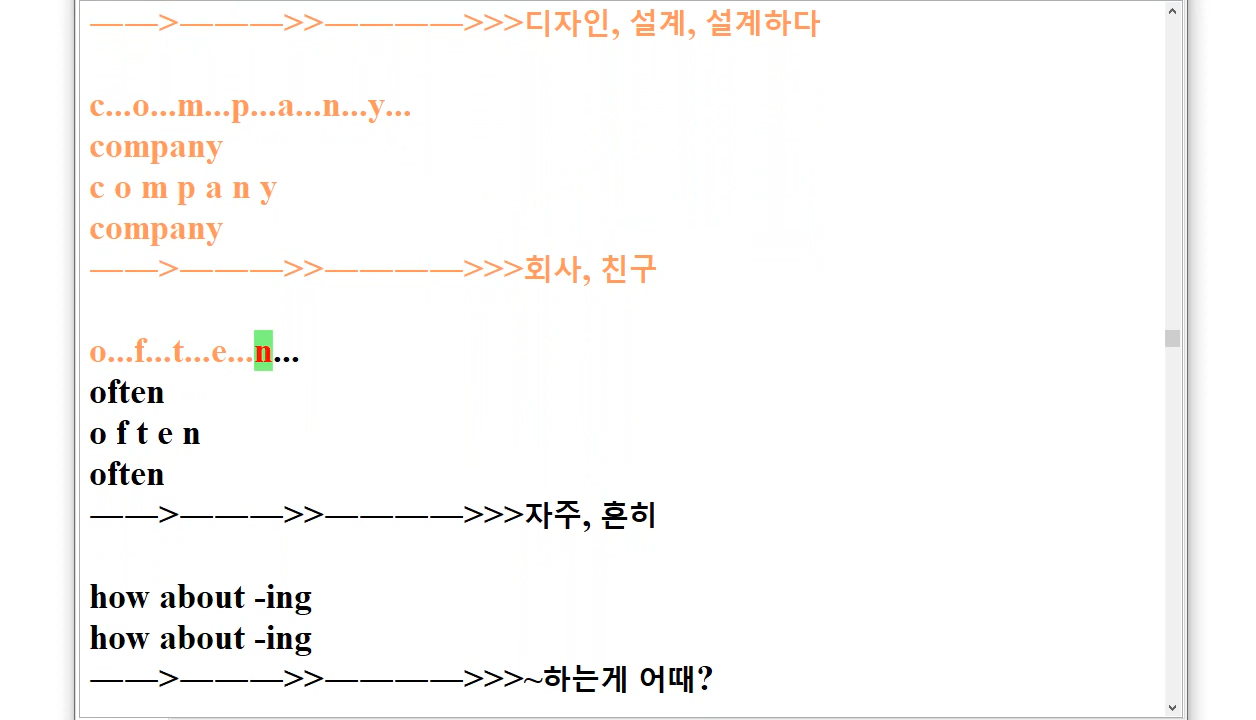 ——>———>>————>>>디자인, 설계, 설계하다
c...o...m...p...a...n...y...
company
c o m p a n y
company
——>———>>————>>>회사, 친구
o...f...t...e...n...
often
o f t e n
often
——>———>>————>>>자주, 흔히
how about -ing
how about -ing
——>———>>————>>>~하는게 어때?